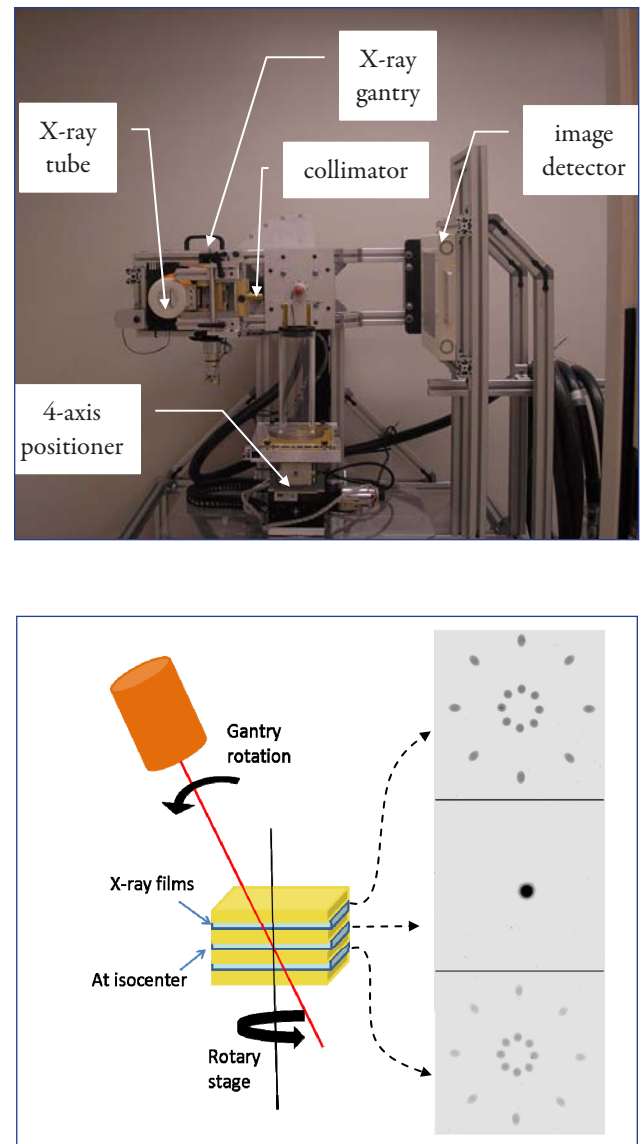 X-ray
gantry
X-ray
tube
collimator
image
detector
4-axis
positioner
Gantry
rotation
X-ray films
At isocenter
Rotary
stage